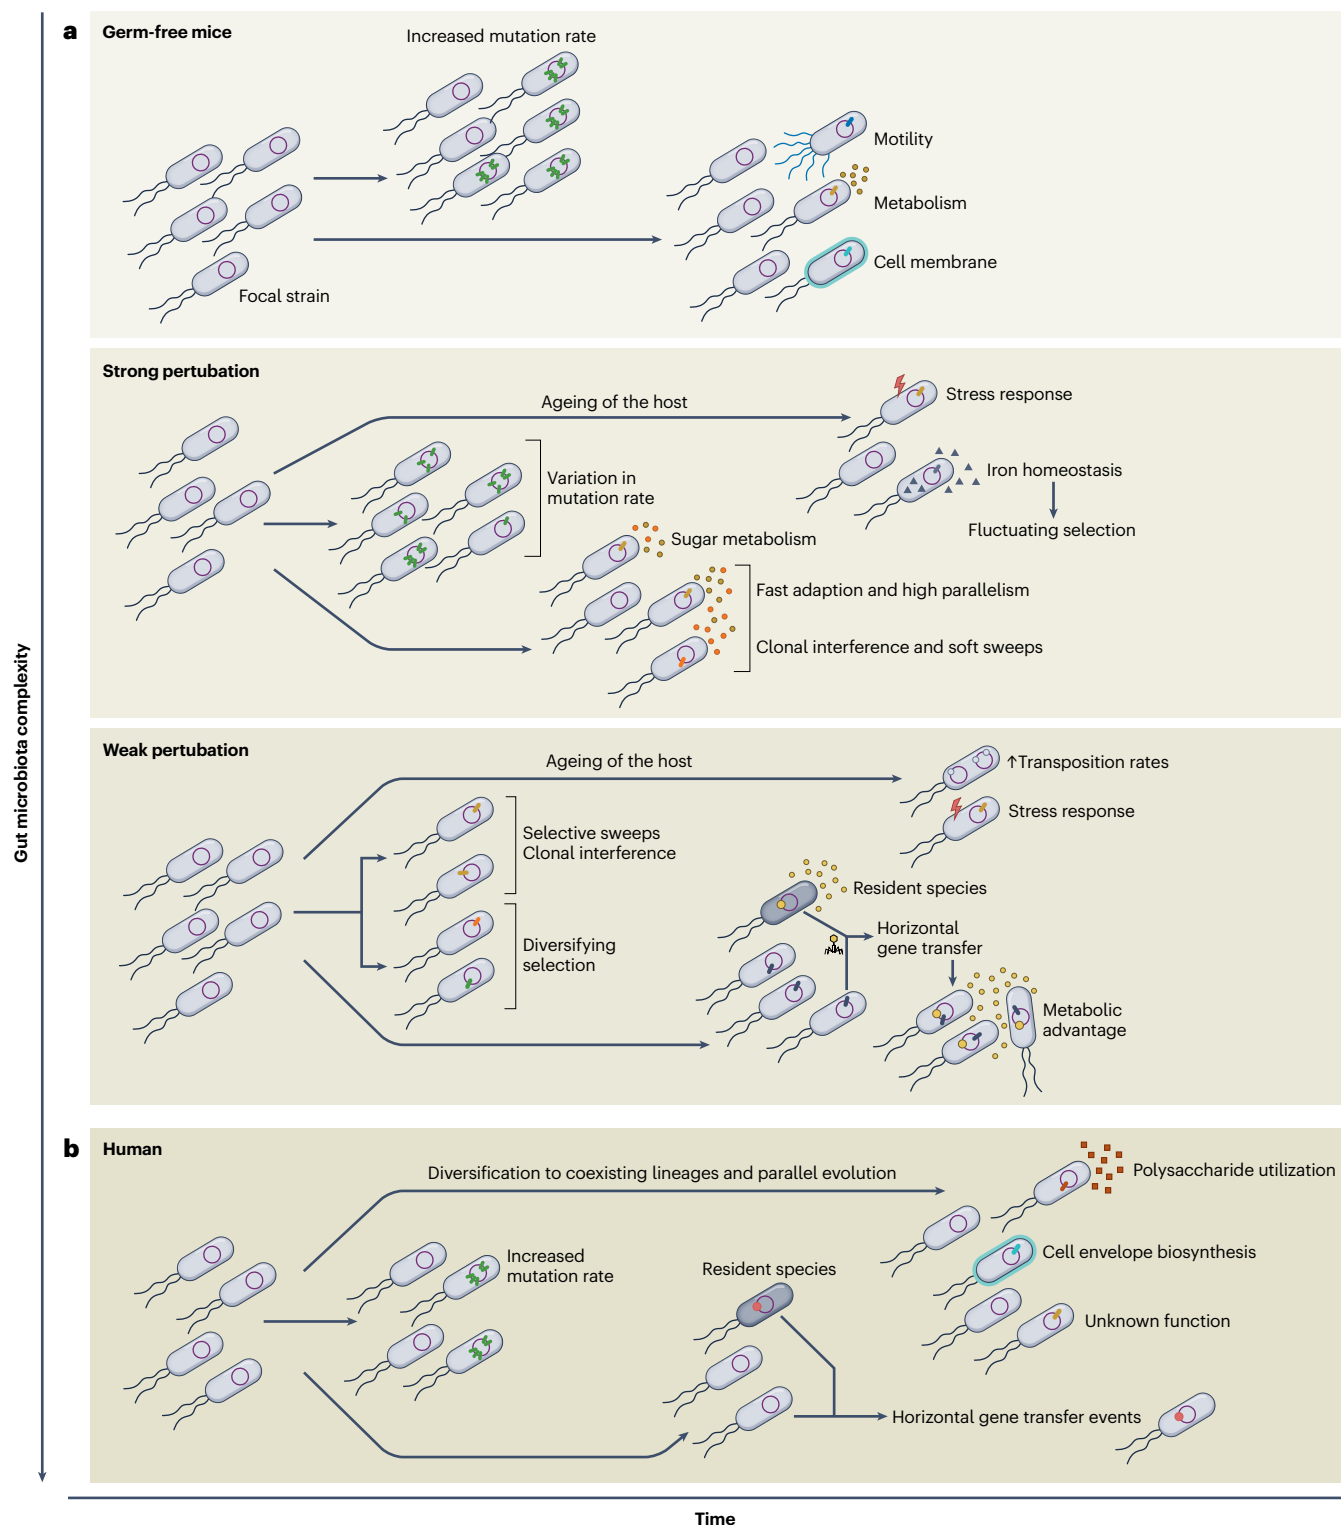 a
Germ-free mice
Increased mutation rate
Motility
Metabolism
Cell membrane
Focal strain
Strong pertubation
Ageing of the host
Stress response
Variation in
mutation rate
Iron homeostasis
Fluctuating selection
Sugar metabolism
Fast adaption and high parallelism
Clonal interference and soft sweeps
Gut microbiota complexity
Weak pertubation
Ageing of the host
↑Transposition rates
Stress response
Selective sweeps
Clonal interference
Resident species
Diversifying
selection
Horizontal
gene transfer
Metabolic
advantage
b
Human
Diversification to coexisting lineages and parallel evolution
Polysaccharide utilization
Increased
mutation rate
Cell envelope biosynthesis
Resident species
Unknown function
Horizontal gene transfer events
Time